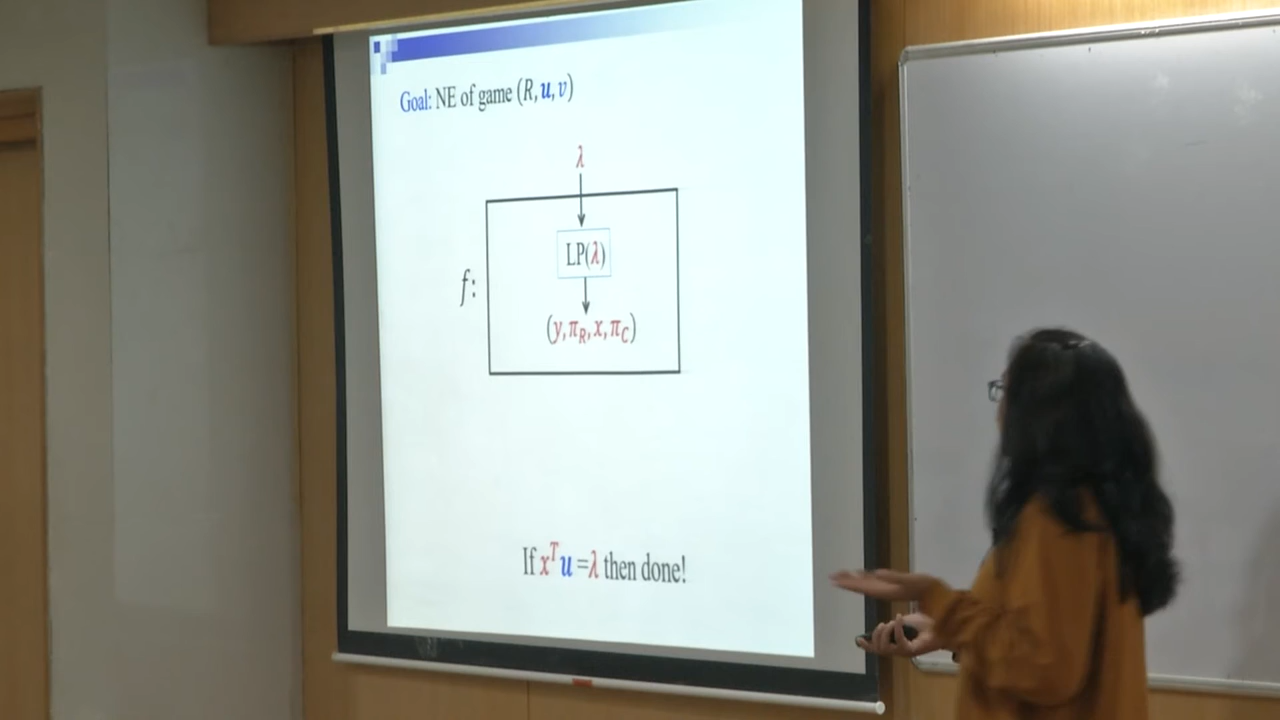 Goal: NE of game (R, u, v)
λ
f:
LP(λ)
(y, π_R, x, π_C)
If x^T u = λ then done!